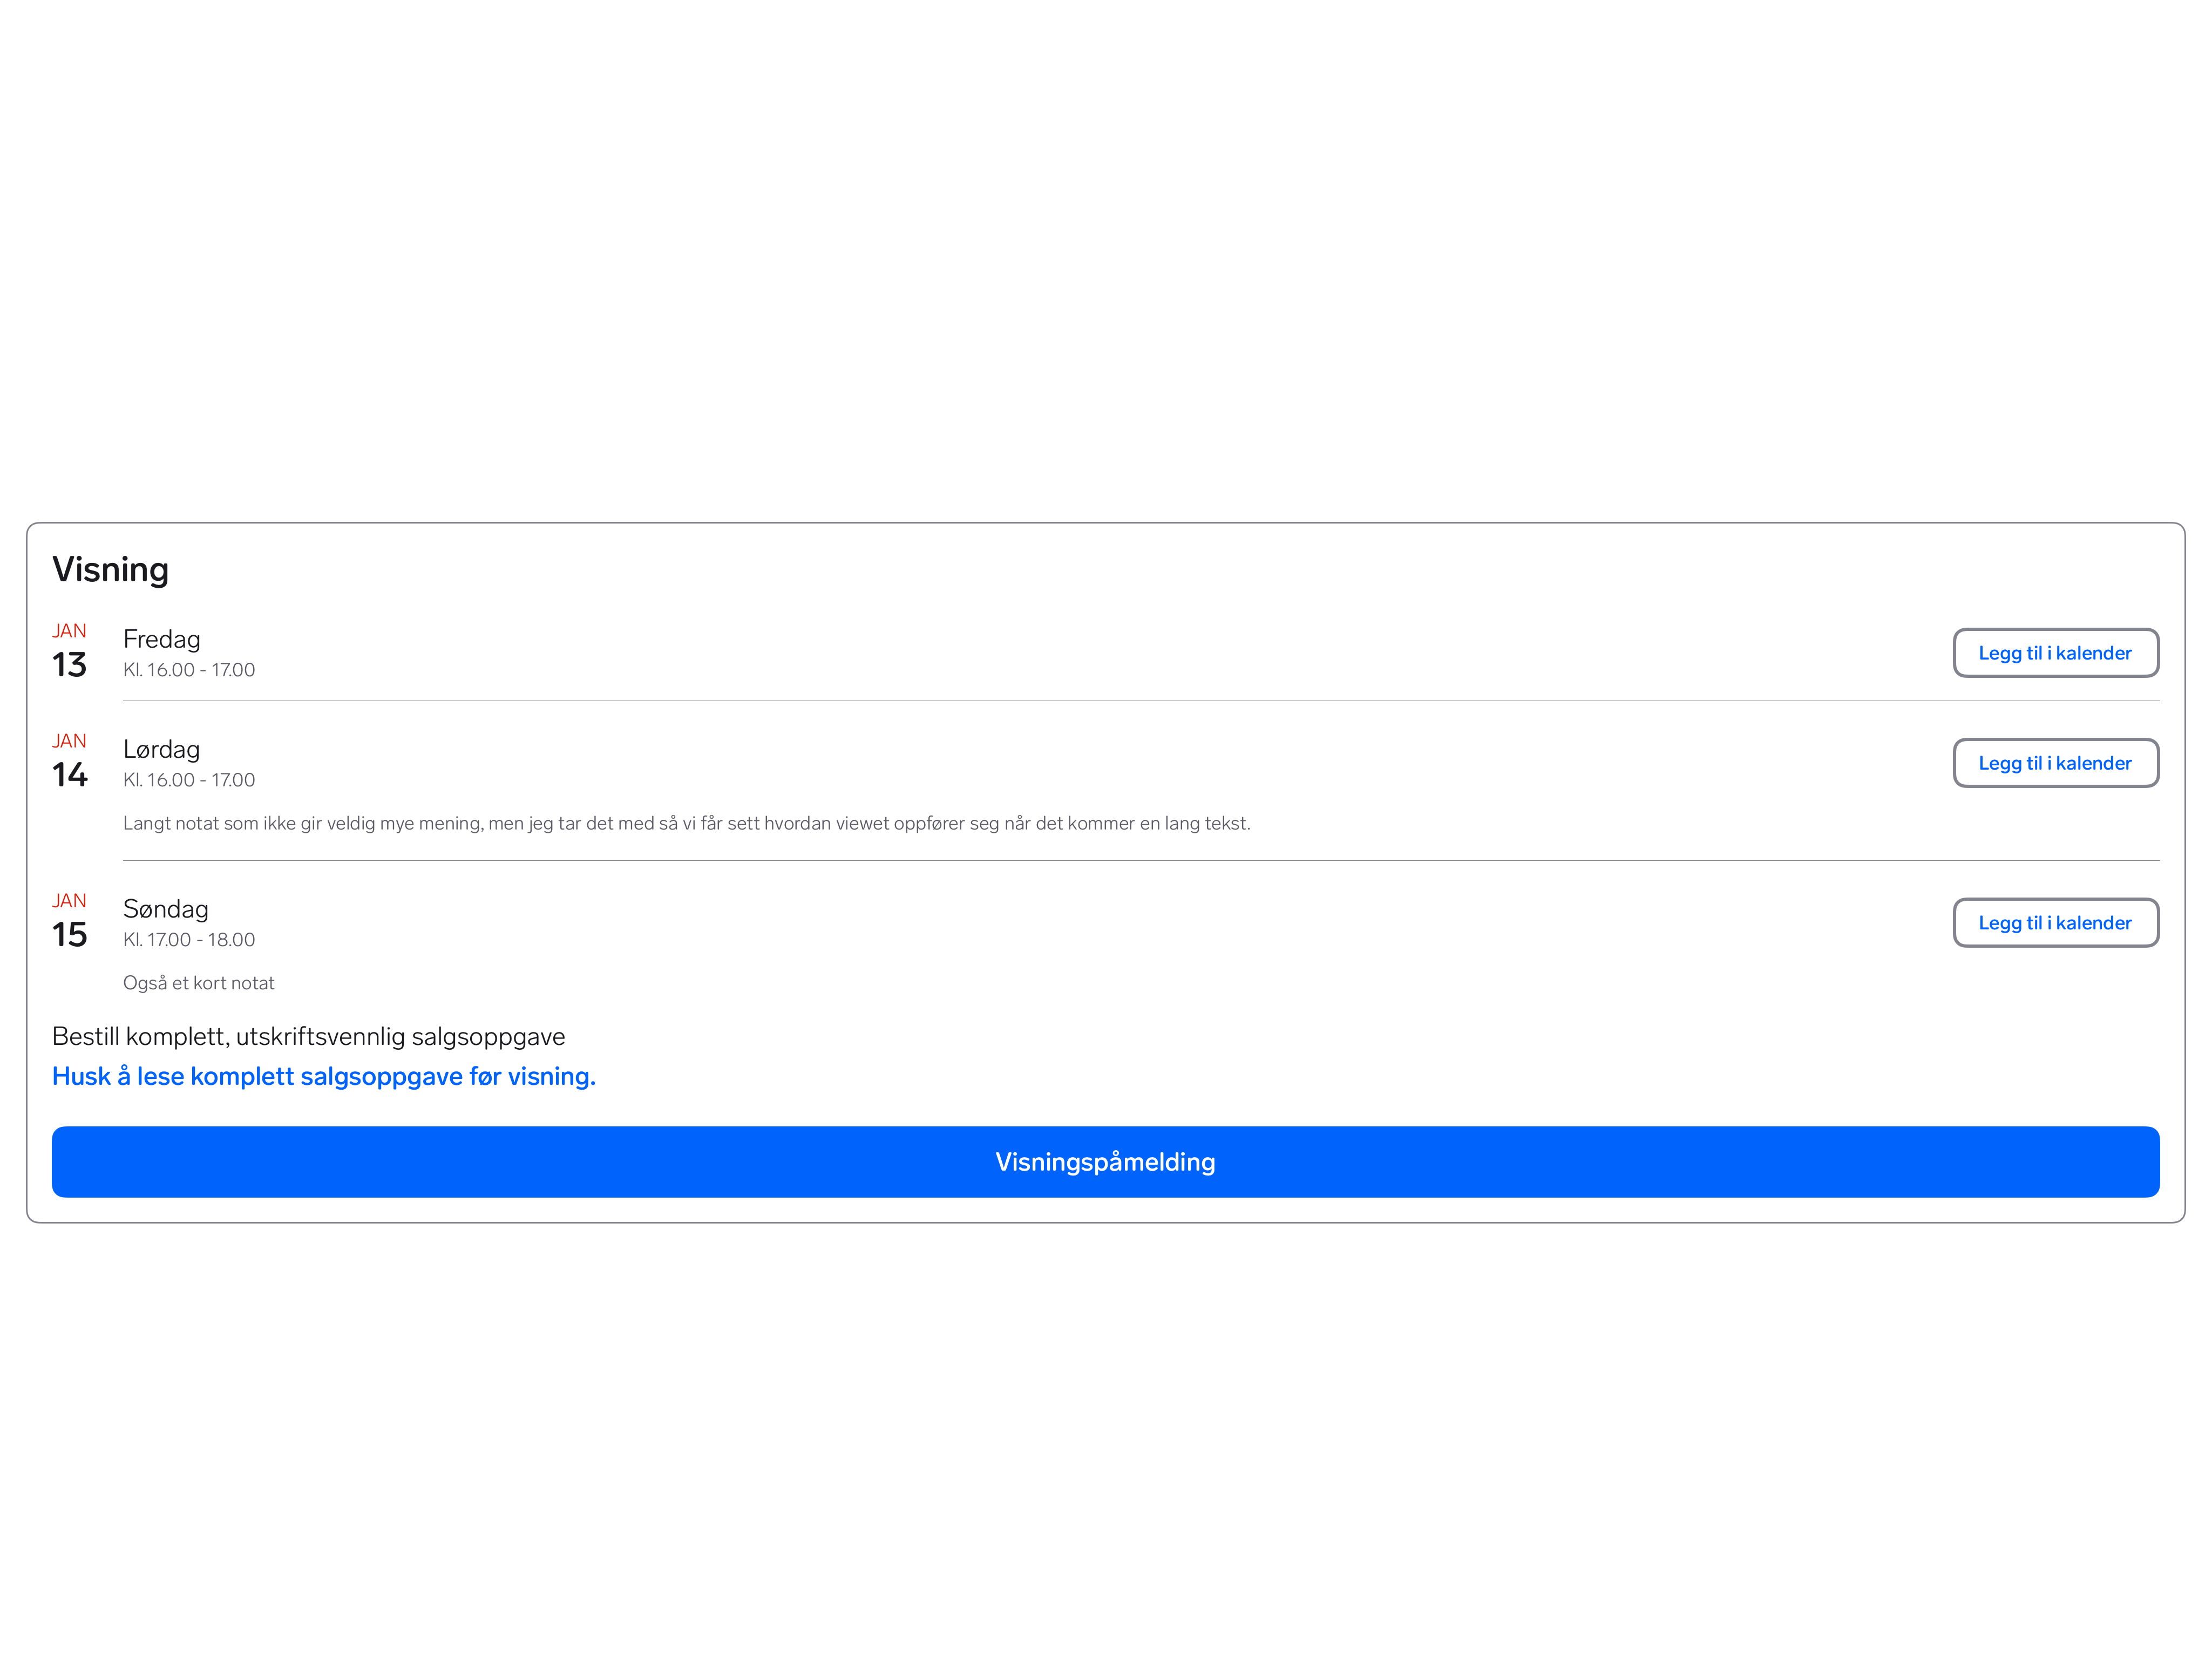 Visning
JAN
13
Fredag
Kl. 16.00 - 17.00
Legg til i kalender
JAN
14
Lørdag
Kl. 16.00 - 17.00
Legg til i kalender
Langt notat som ikke gir veldig mye mening, men jeg tar det med så vi får sett hvordan viewet oppfører seg når det kommer en lang tekst.
JAN
15
Søndag
Kl. 17.00 - 18.00
Legg til i kalender
Også et kort notat
Bestill komplett, utskriftsvennlig salgsoppgave
Husk å lese komplett salgsoppgave før visning.
Visningspåmelding